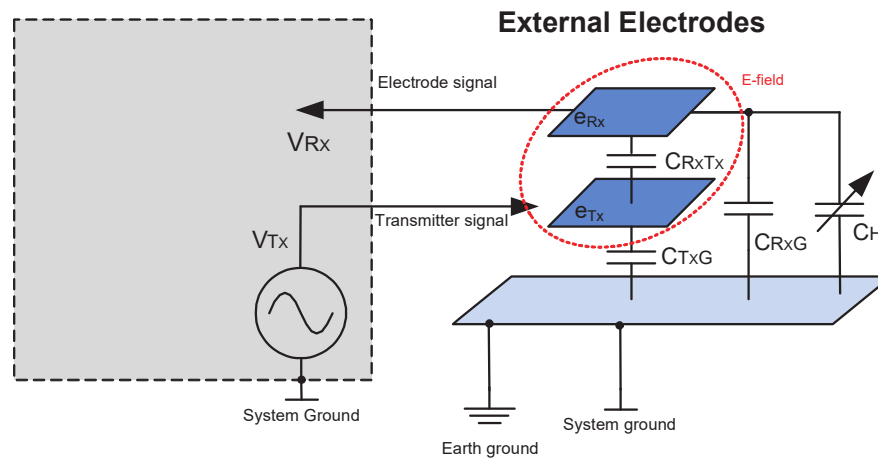 External Electrodes
Electrode signal
E-field
VRx
eRx
CRxTx
eTx
Transmitter signal
VTx
CTxG
CRxG
CH
System Ground
Earth ground
System ground